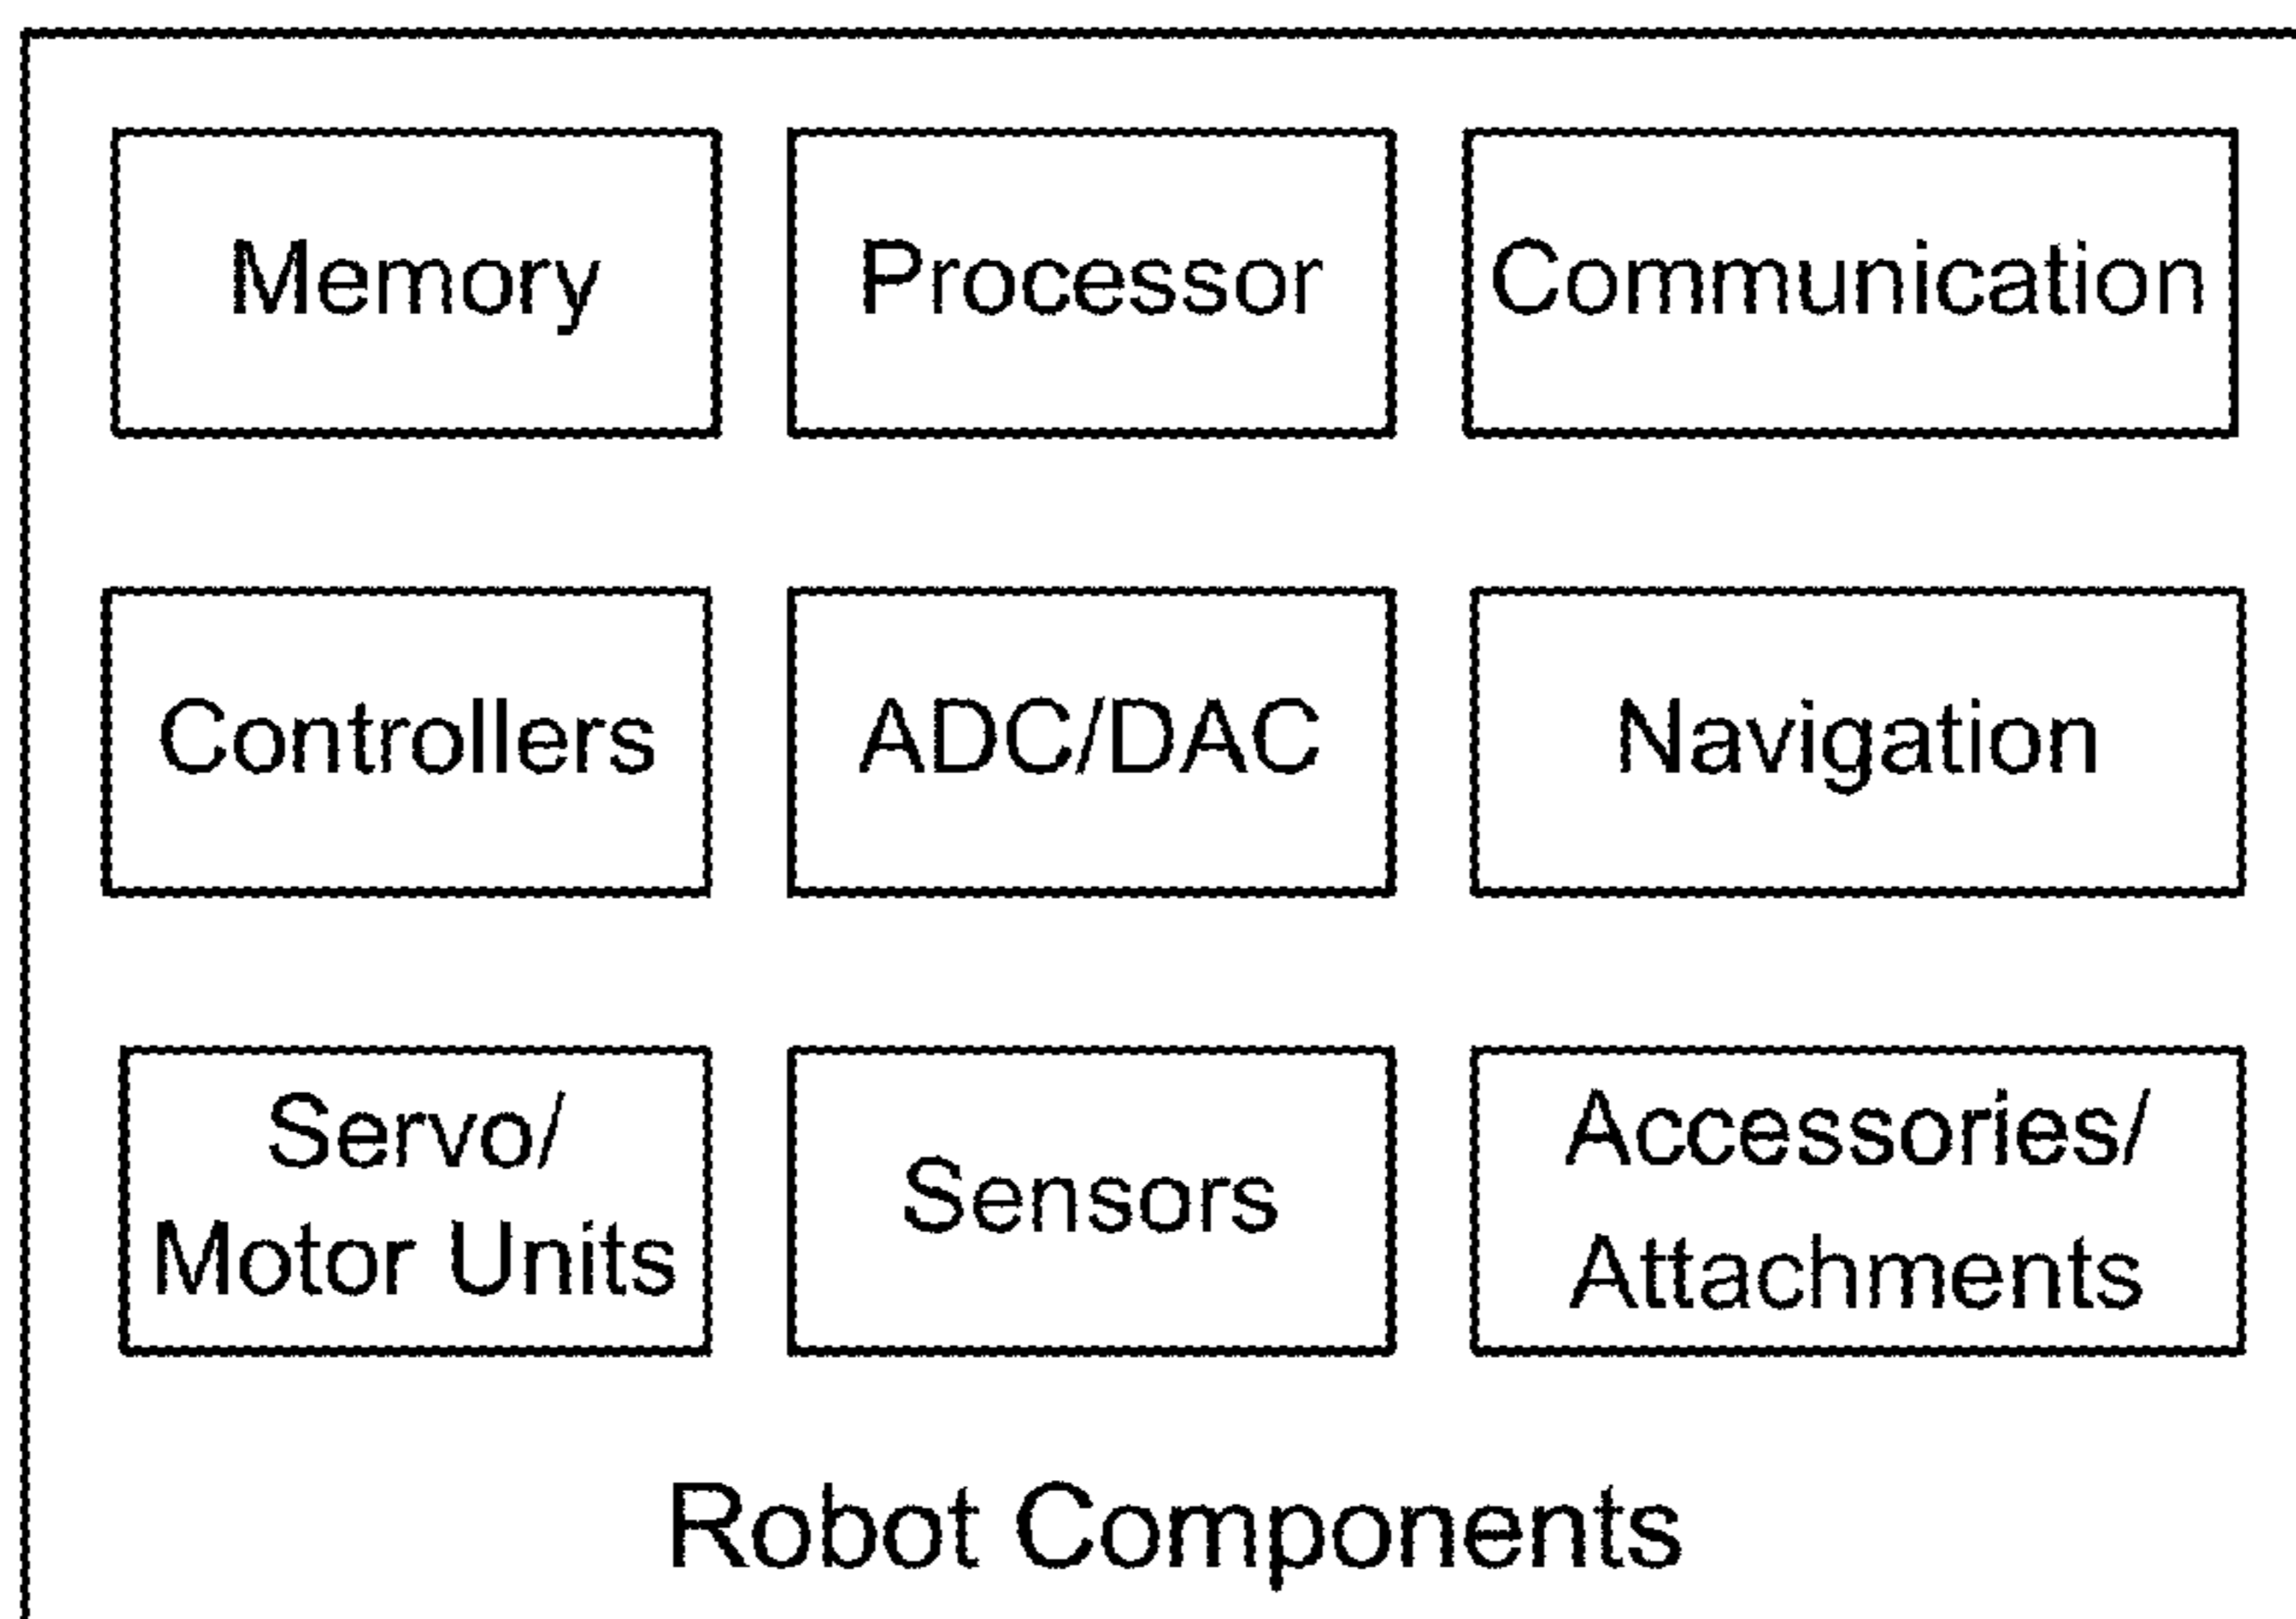 Memory
Processor
Communication
Controllers
ADC/DAC
Navigation
Servo/
Motor Units
Sensors
Accessories/
Attachments
Robot Components